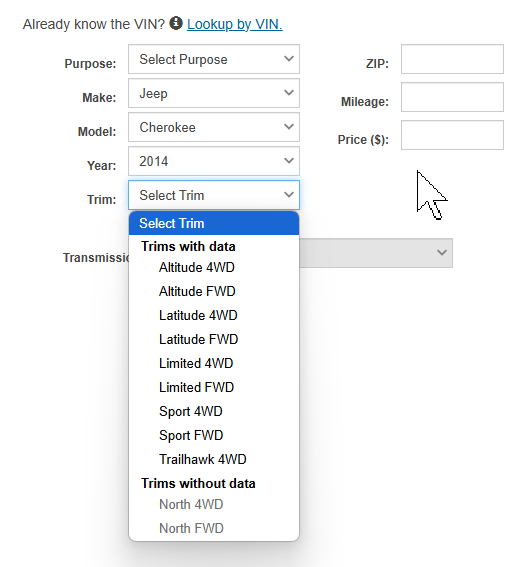 Already know the VIN? Lookup by VIN.
Purpose: Select Purpose
ZIP:
Make: Jeep
Mileage:
Model: Cherokee
Price ($):
Year: 2014
Trim: Select Trim
Select Trim
Trims with data
Transmissio
Altitude 4WD
Altitude FWD
Latitude 4WD
Latitude FWD
Limited 4WD
Limited FWD
Sport 4WD
Sport FWD
Trailhawk 4WD
Trims without data
North 4WD
North FWD